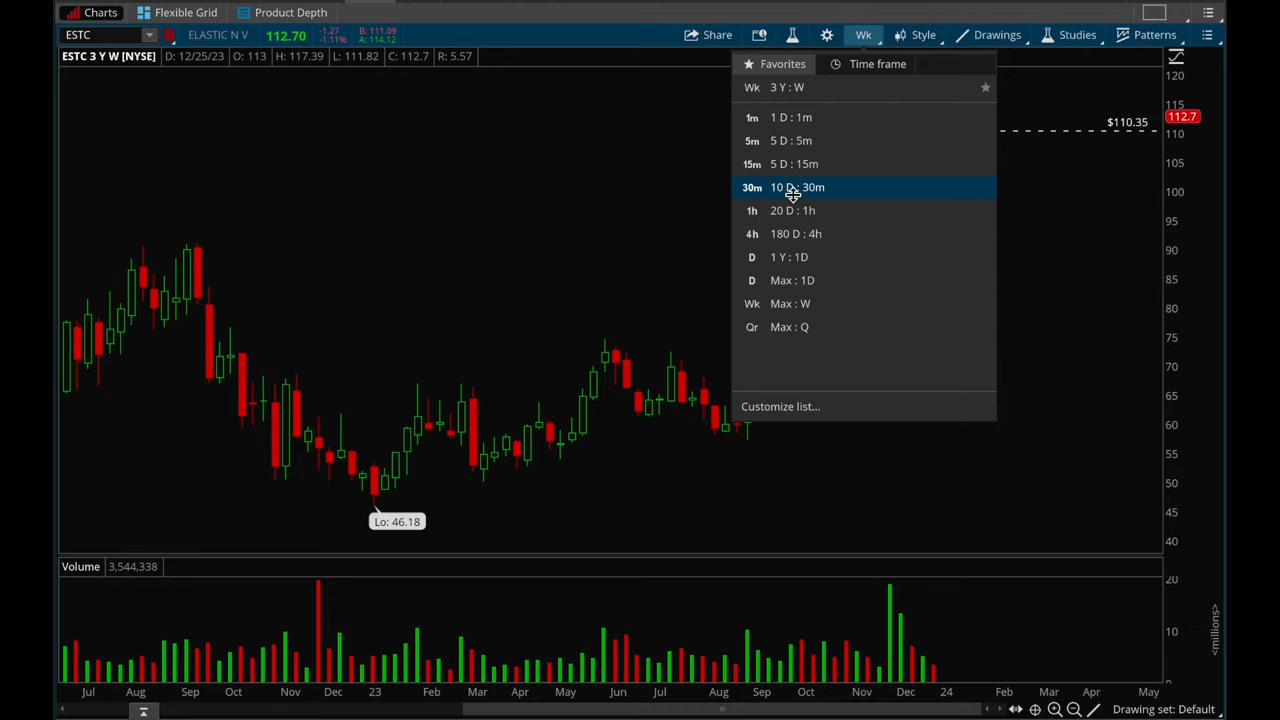 Charts Flexible Grid Product Depth
ESTC ELASTIC N V 112.70 -1.27 -1.11% B: 111.09 A: 114.12 Share Wk Style Drawings Studies Patterns
ESTC 3 Y W [NYSE] D: 12/25/23 O: 113 H: 117.39 L: 111.82 C: 112.7 R: 5.57
Favorites Time frame
Wk 3 Y : W
1m 1 D : 1m
5m 5 D : 5m
15m 5 D : 15m
30m 10 D : 30m
1h 20 D : 1h
4h 180 D : 4h
D 1 Y : 1D
D Max : 1D
Wk Max : W
Qr Max : Q
Customize list...
120
115
112.7
$110.35
110
105
100
95
90
85
80
75
70
65
60
55
50
45
40
Lo: 46.18
Volume 3,544,338
20
10
0
<millions>
Jul Aug Sep Oct Nov Dec 23 Feb Mar Apr May Jun Jul Aug Sep Oct Nov Dec 24 Feb Mar Apr May
Drawing set: Default